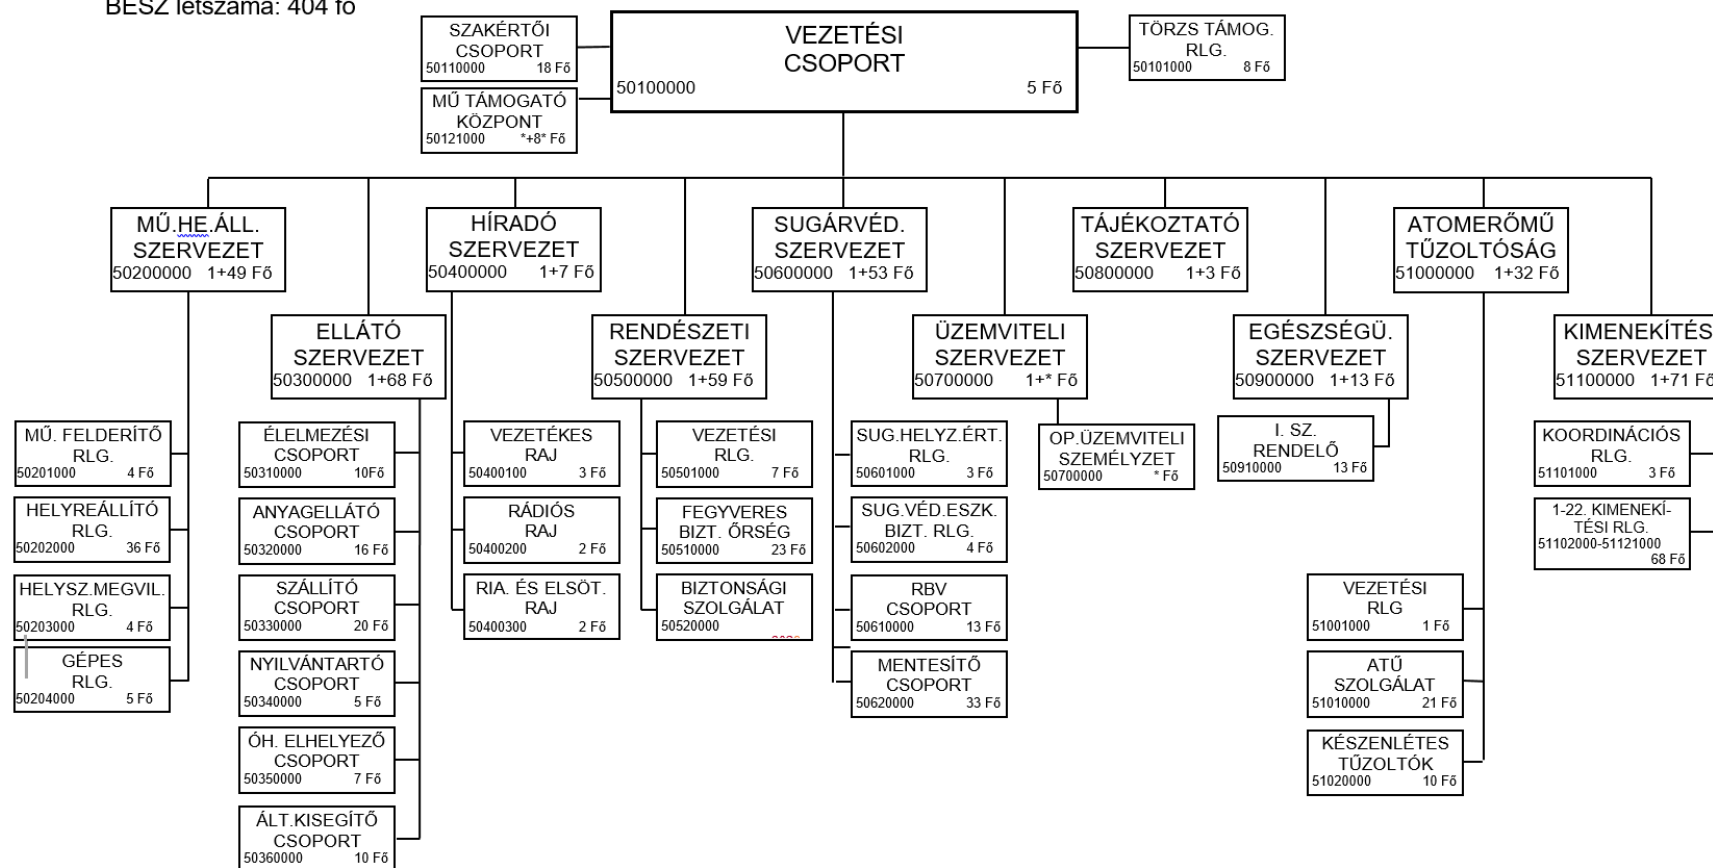 BESZ létszáma: 404 fő
SZAKÉRTŐI
CSOPORT
50110000 18 Fő
VEZETÉSI
CSOPORT
50100000 5 Fő
TÖRZS TÁMOG.
RLG.
50101000 8 Fő
MŰ TÁMOGATÓ
KÖZPONT
50121000 *+8* Fő
MŰ.HE.ÁLL.
SZERVEZET
50200000 1+49 Fő
HÍRADÓ
SZERVEZET
50400000 1+7 Fő
SUGÁRVÉD.
SZERVEZET
50600000 1+53 Fő
TÁJÉKOZTATÓ
SZERVEZET
50800000 1+3 Fő
ATOMERŐMŰ
TŰZOLTÓSÁG
51000000 1+32 Fő
ELLÁTÓ
SZERVEZET
50300000 1+68 Fő
RENDÉSZETI
SZERVEZET
50500000 1+59 Fő
ÜZEMVITELI
SZERVEZET
50700000 1+* Fő
EGÉSZSÉGÜ.
SZERVEZET
50900000 1+13 Fő
KIMENEKÍTÉS
SZERVEZET
51100000 1+71 Fő
MŰ. FELDERÍTŐ
RLG.
50201000 4 Fő
HELYREÁLLÍTÓ
RLG.
50202000 36 Fő
HELYSZ.MEGVIL.
RLG.
50203000 4 Fő
GÉPES
RLG.
50204000 5 Fő
ÉLELMEZÉSI
CSOPORT
50310000 10Fő
ANYAGELLÁTÓ
CSOPORT
50320000 16 Fő
SZÁLLÍTÓ
CSOPORT
50330000 20 Fő
NYILVÁNTARTÓ
CSOPORT
50340000 5 Fő
ÓH. ELHELYEZŐ
CSOPORT
50350000 7 Fő
ÁLT.KISEGÍTŐ
CSOPORT
50360000 10 Fő
VEZETÉKES
RAJ
50400100 3 Fő
RÁDIÓS
RAJ
50400200 2 Fő
RIA. ÉS ELSÖT.
RAJ
50400300 2 Fő
VEZETÉSI
RLG.
50501000 7 Fő
FEGYVERES
BIZT. ŐRSÉG
50510000 23 Fő
BIZTONSÁGI
SZOLGÁLAT
50520000
SUG.HELYZ.ÉRT.
RLG.
50601000 3 Fő
SUG.VÉD.ESZK.
BIZT. RLG.
50602000 4 Fő
RBV
CSOPORT
50610000 13 Fő
MENTESÍTŐ
CSOPORT
50620000 33 Fő
OP.ÜZEMVITELI
SZEMÉLYZET
50700000 * Fő
I. SZ.
RENDELŐ
50910000 13 Fő
VEZETÉSI
RLG
51001000 1 Fő
ATŰ
SZOLGÁLAT
51010000 21 Fő
KÉSZENLÉTES
TŰZOLTÓK
51020000 10 Fő
KOORDINÁCIÓS
RLG.
51101000 3 Fő
1-22. KIMENEKÍ-
TÉSI RLG.
51102000-51121000
68 Fő